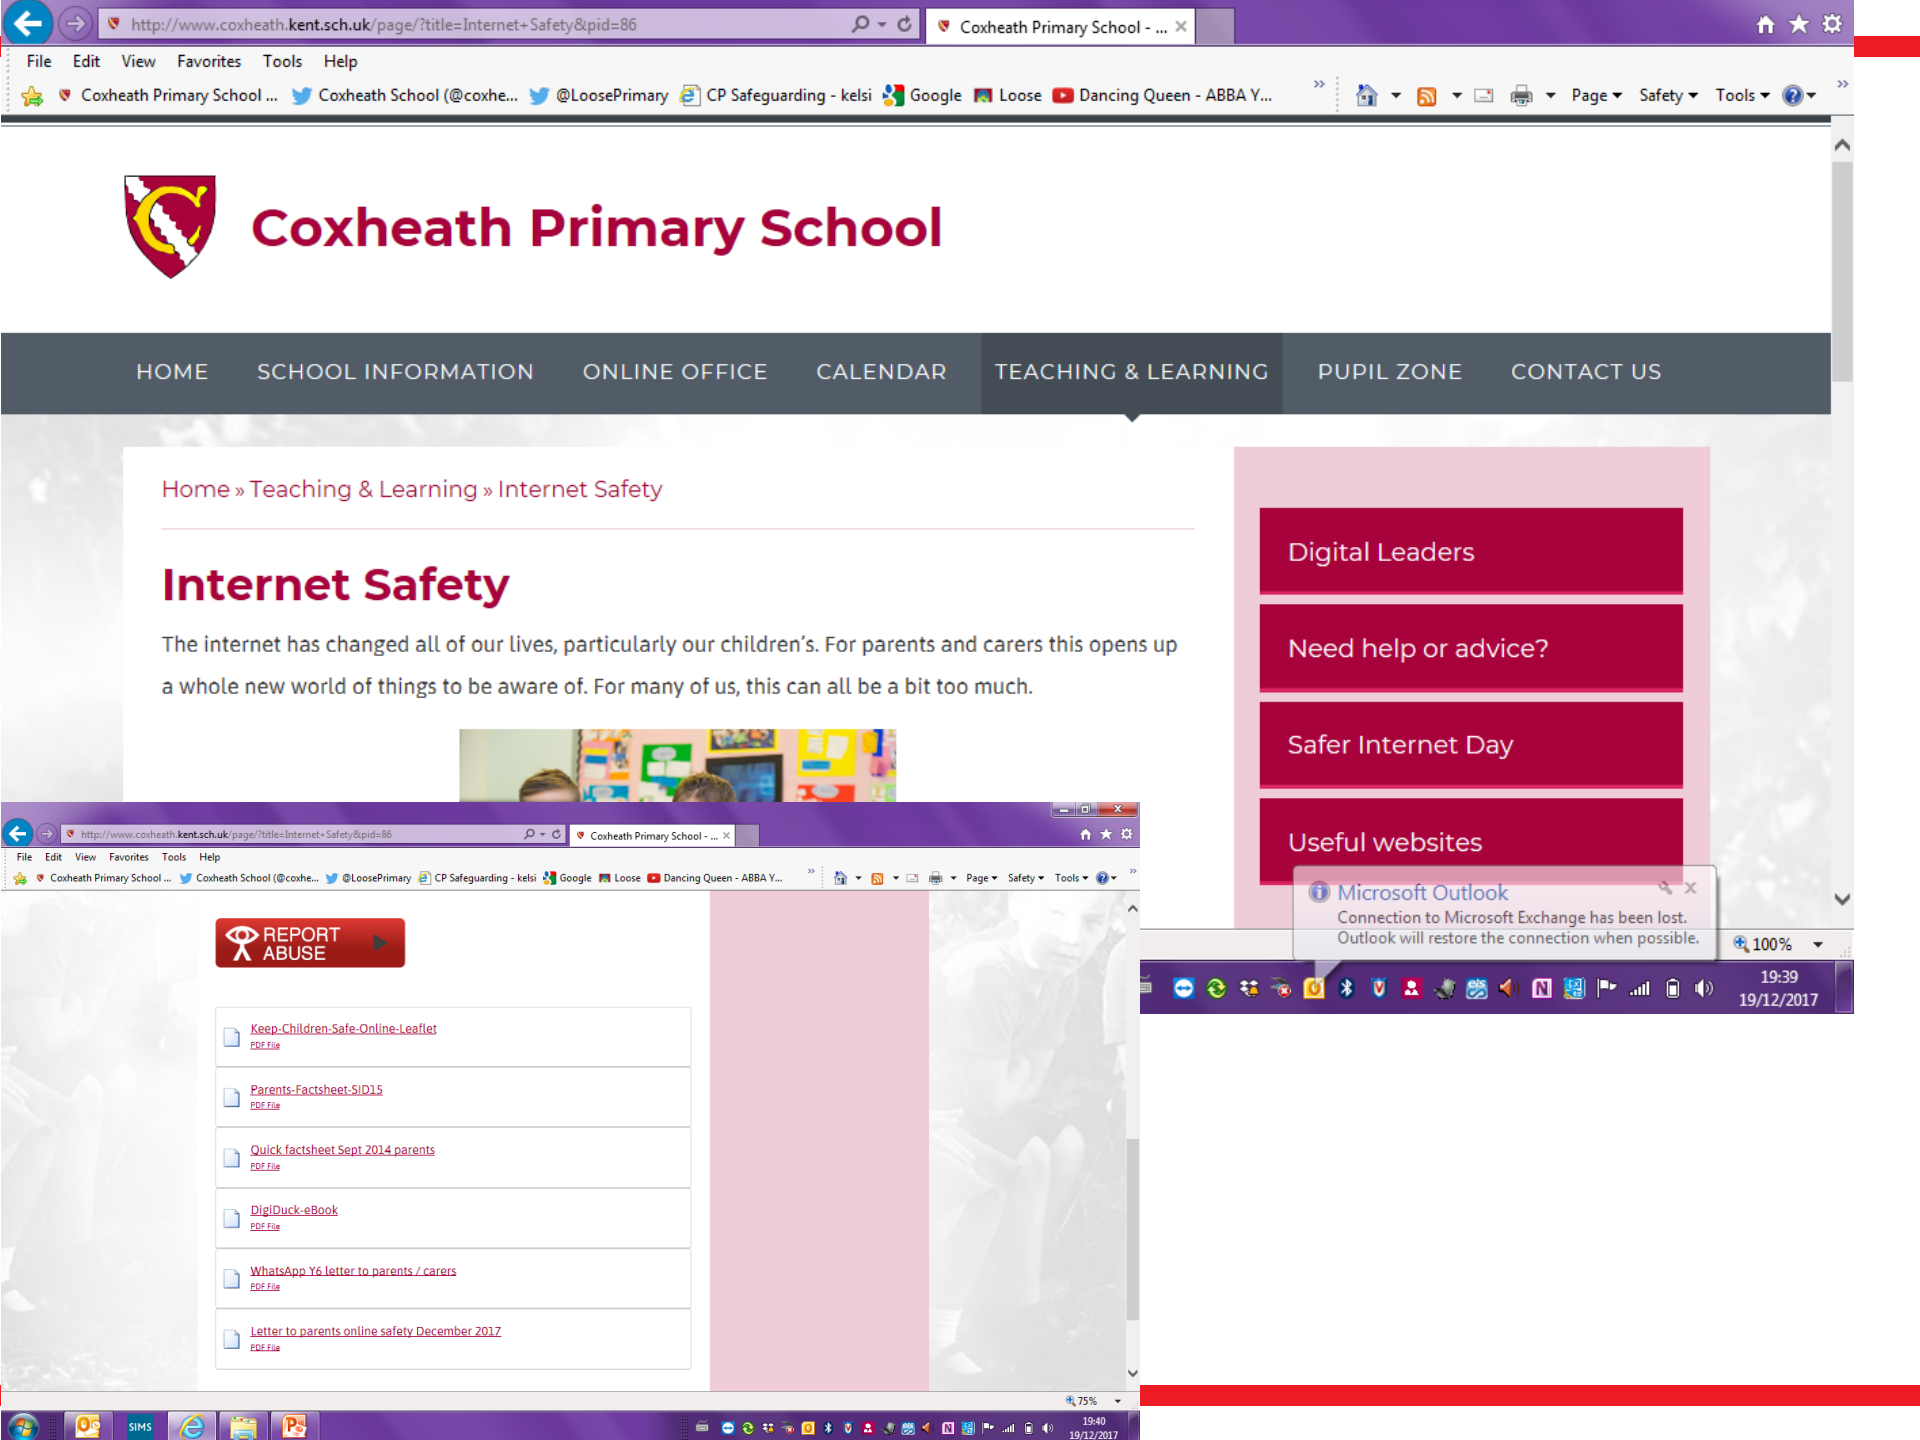 http://www.coxheath.kent.sch.uk/page/?title=Internet+Safety&pid=86
Coxheath Primary School - ...
File Edit View Favorites Tools Help
Coxheath Primary School ... Coxheath School (@coxhe... @LoosePrimary CP Safeguarding - kelsi Google Loose Dancing Queen - ABBA Y... Page Safety Tools
Coxheath Primary School
HOME SCHOOL INFORMATION ONLINE OFFICE CALENDAR TEACHING & LEARNING PUPIL ZONE CONTACT US
Home » Teaching & Learning » Internet Safety
Internet Safety
The internet has changed all of our lives, particularly our children's. For parents and carers this opens up
a whole new world of things to be aware of. For many of us, this can all be a bit too much.
Digital Leaders
Need help or advice?
Safer Internet Day
Useful websites
Microsoft Outlook
Connection to Microsoft Exchange has been lost.
Outlook will restore the connection when possible.
100%
19:39
19/12/2017
http://www.coxheath.kent.sch.uk/page/?title=Internet+Safety&pid=86
Coxheath Primary School - ...
File Edit View Favorites Tools Help
Coxheath Primary School ... Coxheath School (@coxhe... @LoosePrimary CP Safeguarding - kelsi Google Loose Dancing Queen - ABBA Y... Page Safety Tools
REPORT
ABUSE
Keep-Children-Safe-Online-Leaflet
PDF File
Parents-Factsheet-SID15
PDF File
Quick factsheet Sept 2014 parents
PDF File
DigiDuck-eBook
PDF File
WhatsApp Y6 letter to parents / carers
PDF File
Letter to parents online safety December 2017
PDF File
75%
SIMS
19:40
19/12/2017